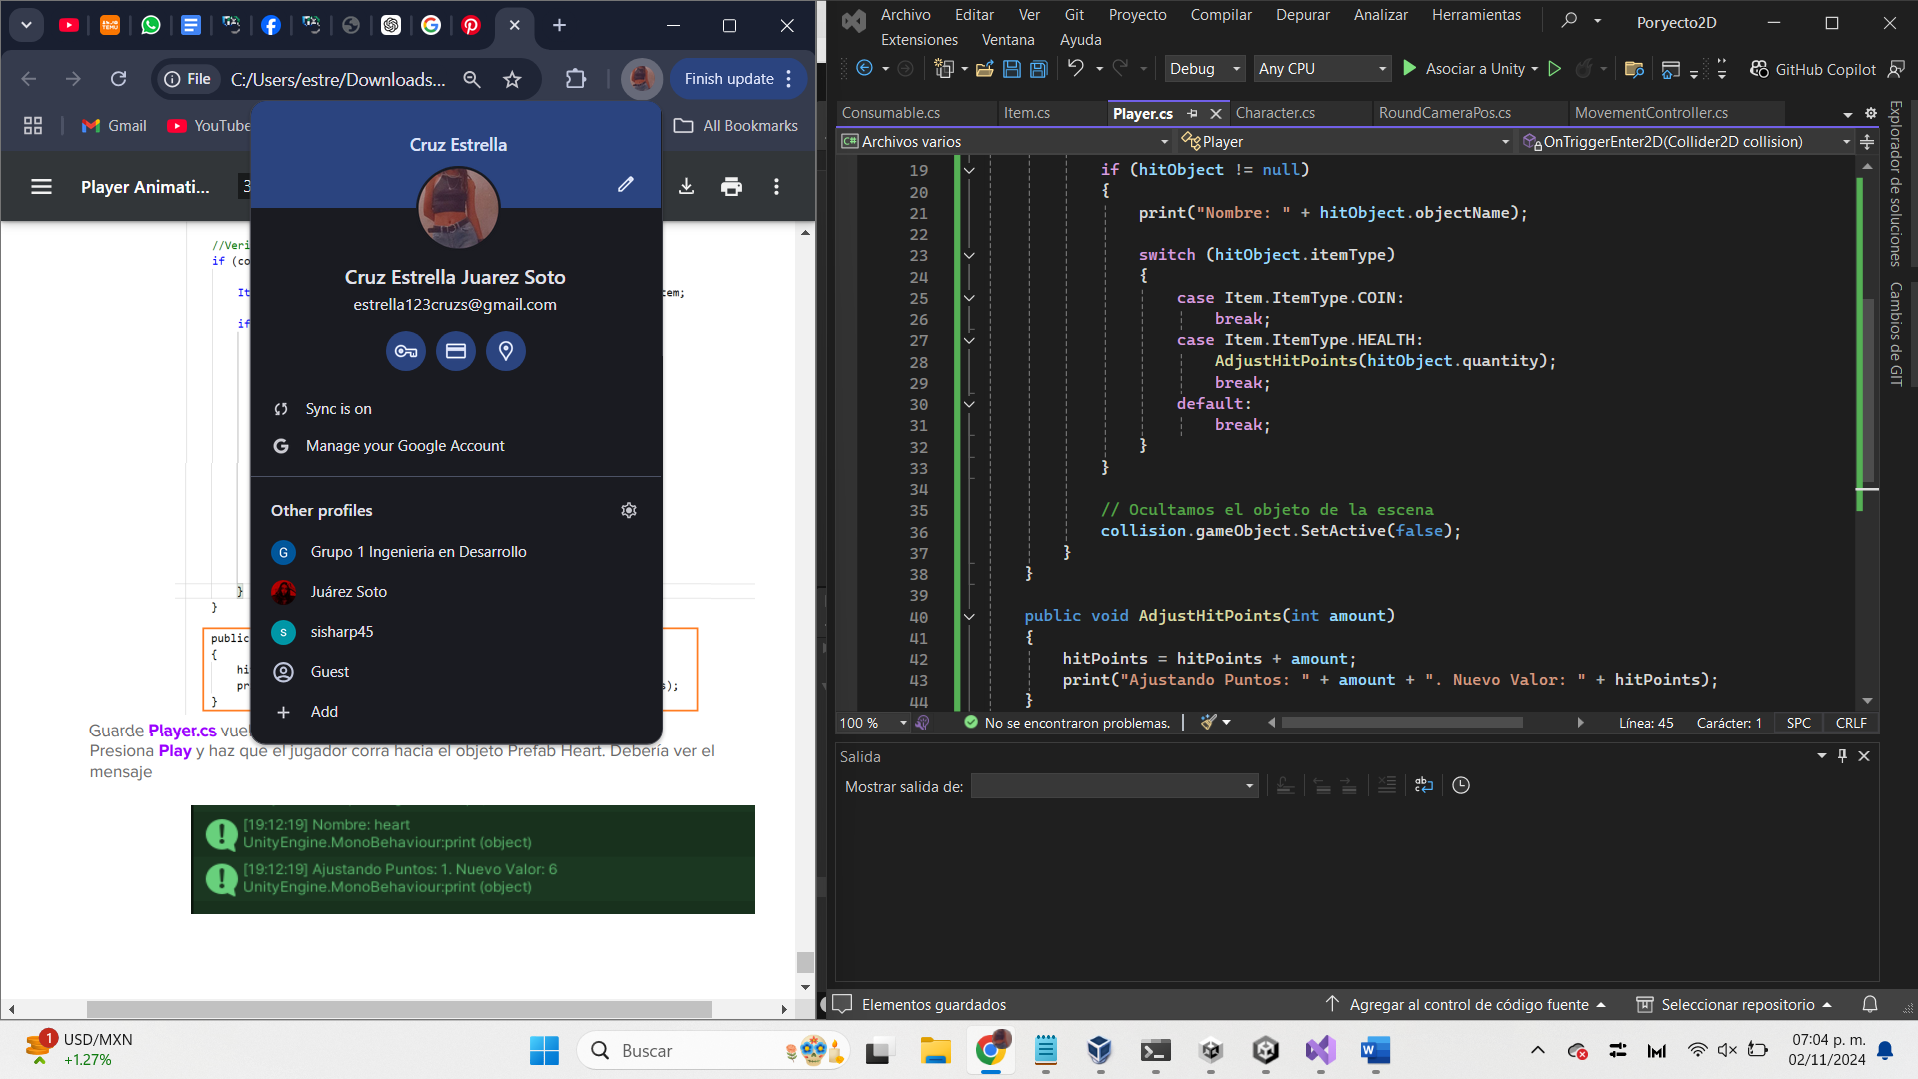 File
C:/Users/estre/Downloads...
Finish update
Gmail
YouTube
All Bookmarks
Player Animati...
3
Cruz Estrella
Cruz Estrella Juarez Soto
estrella123cruzs@gmail.com
Sync is on
Manage your Google Account
Other profiles
G Grupo 1 Ingenieria en Desarrollo
Juárez Soto
s sisharp45
Guest
Add
//Veri
if (co
It
em;
if
}
}
public
{
hi
pr
s);
}
Guarde Player.cs vue
Presiona Play y haz que el jugador corra hacia el objeto Prefab Heart. Debería ver el
mensaje
[19:12:19] Nombre: heart
UnityEngine.MonoBehaviour:print (object)
[19:12:19] Ajustando Puntos: 1. Nuevo Valor: 6
UnityEngine.MonoBehaviour:print (object)
Archivo Editar Ver Git Proyecto Compilar Depurar Analizar Herramientas
Extensiones Ventana Ayuda
Poryecto2D
Debug Any CPU Asociar a Unity GitHub Copilot
Consumable.cs Item.cs Player.cs Character.cs RoundCameraPos.cs MovementController.cs
C# Archivos varios Player OnTriggerEnter2D(Collider2D collision)
19 if (hitObject != null)
20 {
21 print("Nombre: " + hitObject.objectName);
22
23 switch (hitObject.itemType)
24 {
25 case Item.ItemType.COIN:
26 break;
27 case Item.ItemType.HEALTH:
28 AdjustHitPoints(hitObject.quantity);
29 break;
30 default:
31 break;
32 }
33 }
34
35 // Ocultamos el objeto de la escena
36 collision.gameObject.SetActive(false);
37 }
38 }
39
40 public void AdjustHitPoints(int amount)
41 {
42 hitPoints = hitPoints + amount;
43 print("Ajustando Puntos: " + amount + ". Nuevo Valor: " + hitPoints);
44 }
100 % No se encontraron problemas. Línea: 45 Carácter: 1 SPC CRLF
Explorador de soluciones
Cambios de GIT
Salida
Mostrar salida de:
Elementos guardados
Agregar al control de código fuente
Seleccionar repositorio
1
USD/MXN
+1.27%
Buscar
07:04 p. m.
02/11/2024